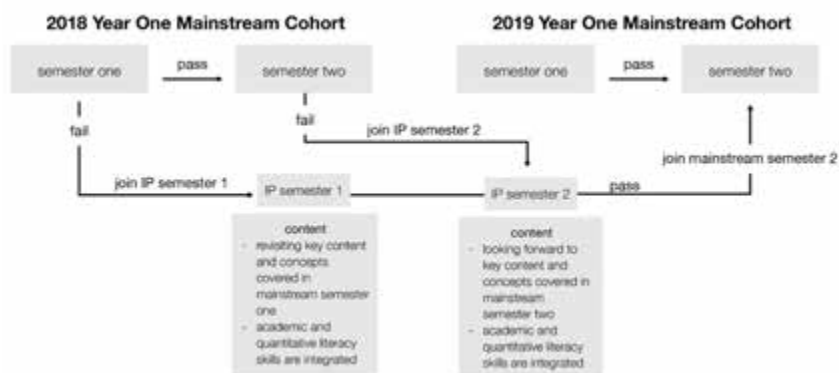 2018 Year One Mainstream Cohort
2019 Year One Mainstream Cohort
semester one
pass
semester two
semester one
pass
semester two
fail
fail
join IP semester 2
join mainstream semester 2
join IP semester 1
IP semester 1
IP semester 2
pass
content
- revisiting key content
and concepts
covered in
mainstream semester
one
- academic and
quantitative literacy
skills are integrated
content
- looking forward to
key content and
concepts covered in
mainstream
semester two
- academic and
quantitative literacy
skills are integrated